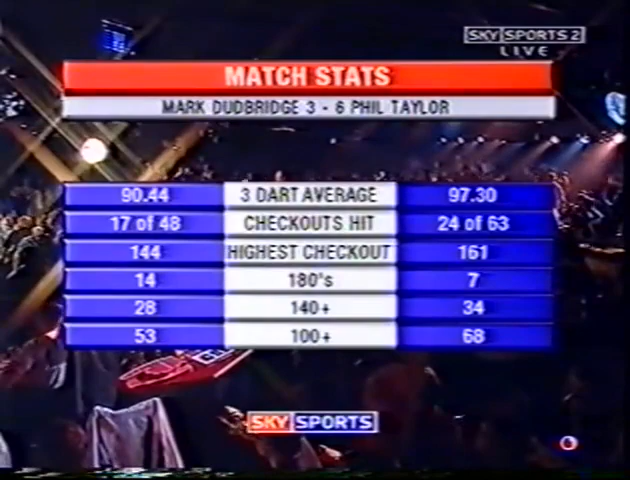 SKY SPORTS 2
LIVE
MATCH STATS
MARK DUDBRIDGE 3 - 6 PHIL TAYLOR
90.44 3 DART AVERAGE 97.30
17 of 48 CHECKOUTS HIT 24 of 63
144 HIGHEST CHECKOUT 161
14 180's 7
28 140+ 34
53 100+ 68
SKY SPORTS